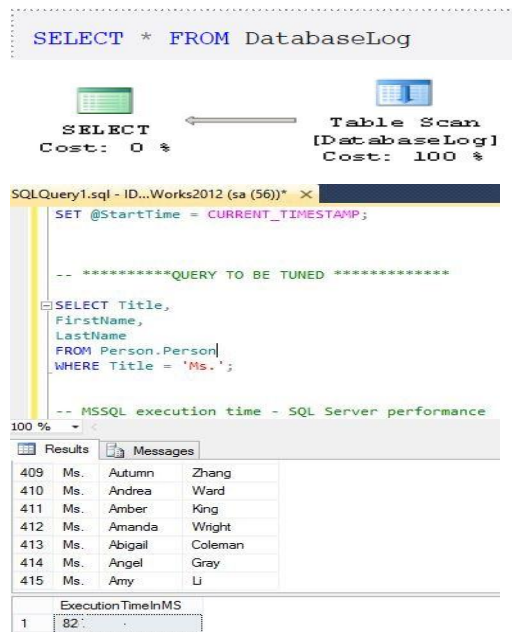 SELECT * FROM DatabaseLog
SELECT
Cost: 0 %
Table Scan
[DatabaseLog]
Cost: 100 %
SQLQuery1.sql - ID...Works2012 (sa (56))* ×
SET @StartTime = CURRENT_TIMESTAMP;
-- **********QUERY TO BE TUNED *************
SELECT Title,
FirstName,
LastName
FROM Person.Person
WHERE Title = 'Ms.';
-- MSSQL execution time - SQL Server performance
100 %
Results Messages
409 Ms. Autumn Zhang
410 Ms. Andrea Ward
411 Ms. Amber King
412 Ms. Amanda Wright
413 Ms. Abigail Coleman
414 Ms. Angel Gray
415 Ms. Amy Li
ExecutionTimeInMS
1 82